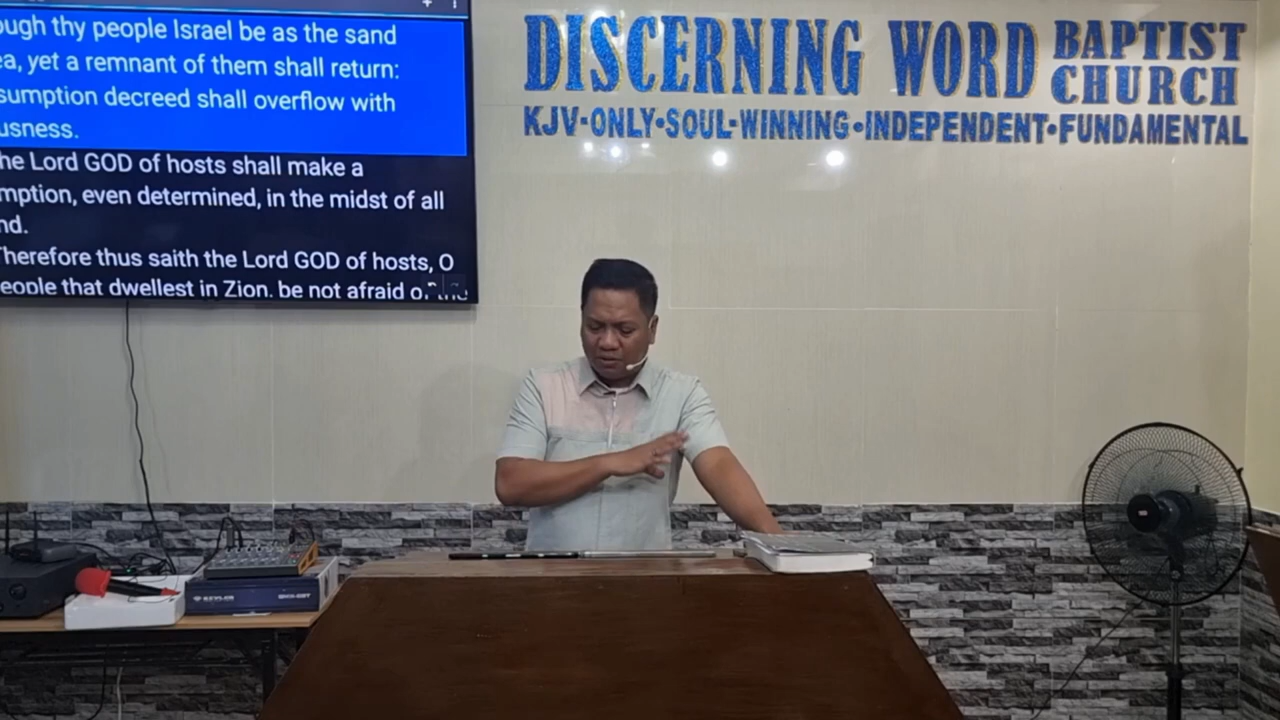 ough thy people Israel be as the sand
ea, yet a remnant of them shall return:
sumption decreed shall overflow with
usness.
he Lord GOD of hosts shall make a
mption, even determined, in the midst of all
nd.
Therefore thus saith the Lord GOD of hosts, O
eople that dwellest in Zion, be not afraid of the
DISCERNING WORD BAPTIST CHURCH
KJV-ONLY•SOUL-WINNING•INDEPENDENT•FUNDAMENTAL